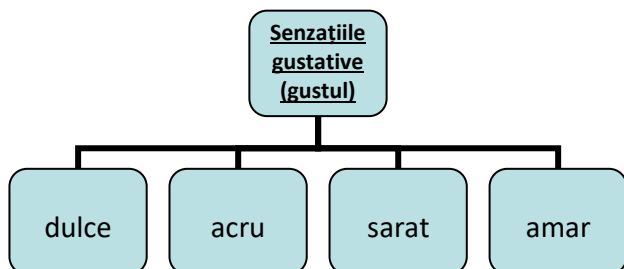 Senzațiile
gustative
(gustul)
dulce
acru
sarat
amar